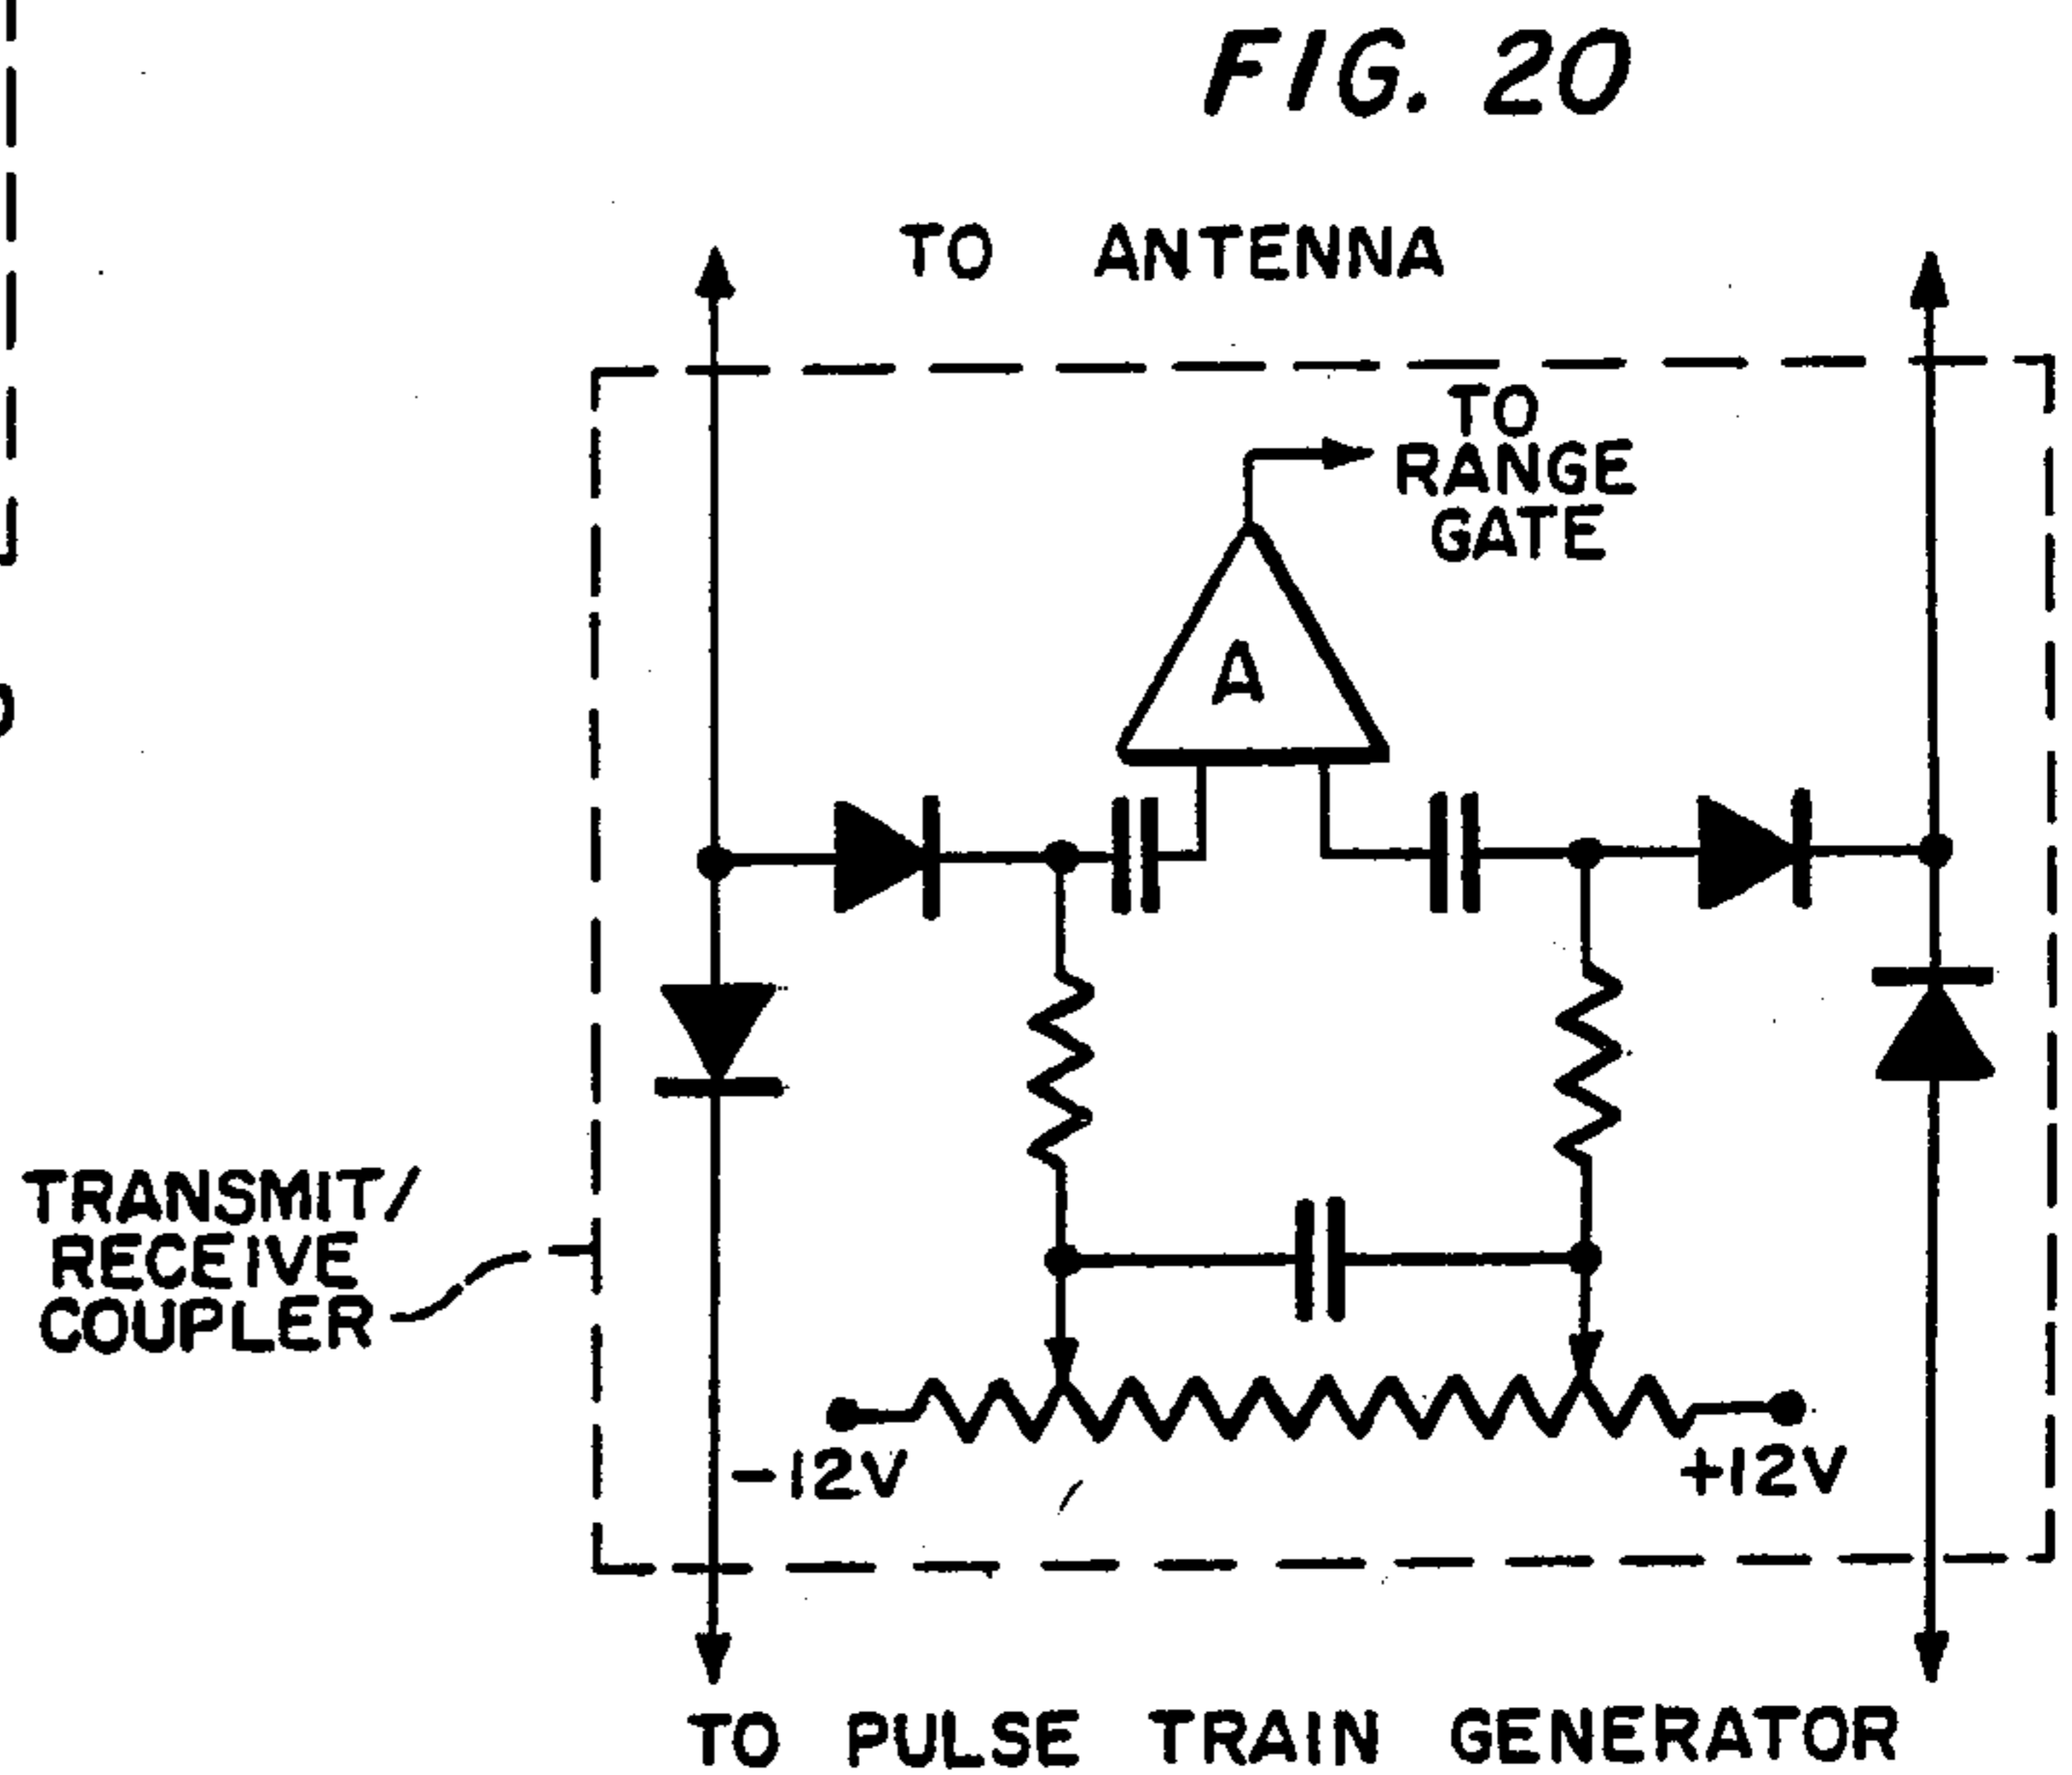 FIG. 20
TO ANTENNA
TO
RANGE
GATE
A
TRANSMIT/
RECEIVE
COUPLER
-12V
+12V
TO PULSE TRAIN GENERATOR